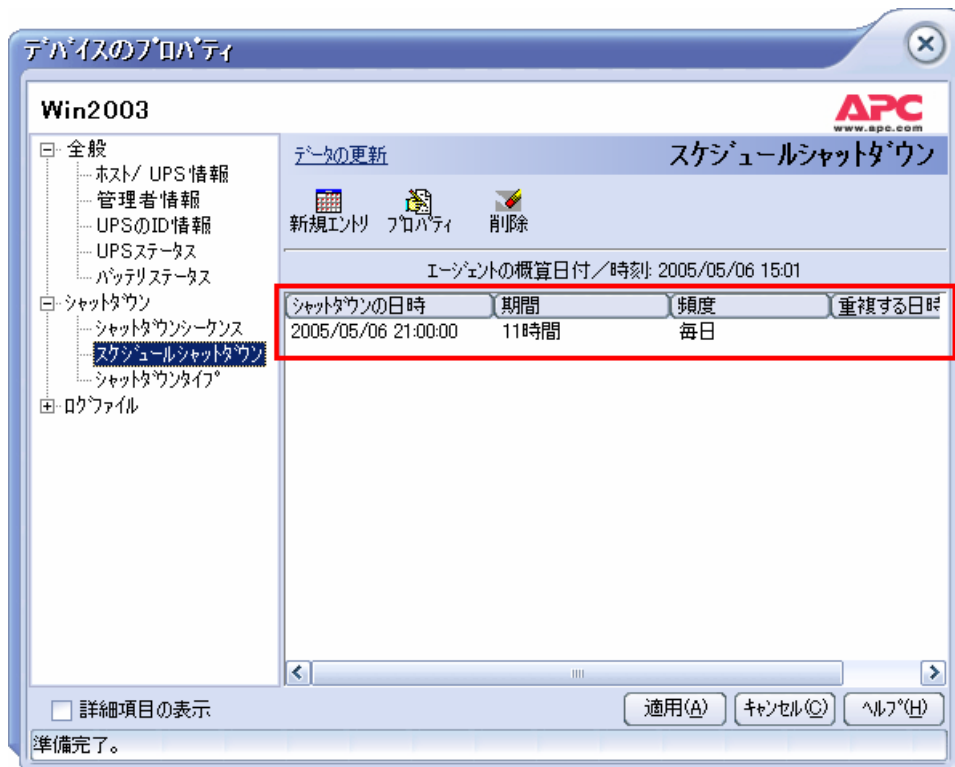 デバイスのプロパティ
Win2003
APC
www.apc.com
全般
ホスト/ UPS情報
管理者情報
UPSのID情報
UPSステータス
バッテリステータス
シャットダウン
シャットダウンシーケンス
スケジュールシャットダウン
シャットダウンタイプ
ログファイル
データの更新
スケジュールシャットダウン
新規エントリ プロパティ 削除
エージェントの概算日付/時刻: 2005/05/06 15:01
シャットダウンの日時 期間 頻度 重複する日時
2005/05/06 21:00:00 11時間 毎日
詳細項目の表示
適用(A) キャンセル(C) ヘルプ(H)
準備完了。